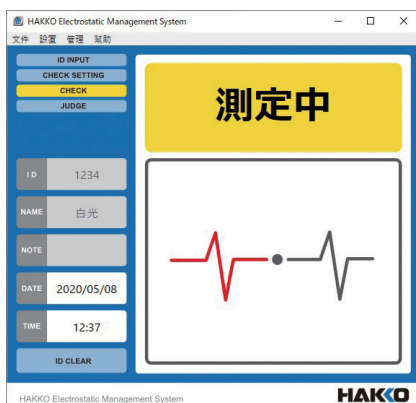 HAKKO Electrostatic Management System
文件 設置 管理 幫助
ID INPUT
CHECK SETTING
CHECK
JUDGE
測定中
ID 1234
NAME 白光
NOTE
DATE 2020/05/08
TIME 12:37
ID CLEAR
HAKKO Electrostatic Management System
HAKKO